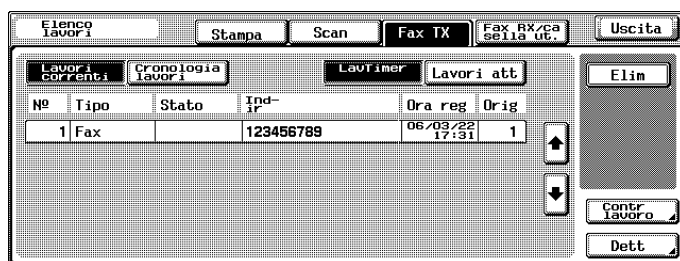 Elenco
lavori
Stampa
Scan
Fax TX
Fax RX/ca
sella ut.
Uscita
Lavori
correnti
Cronologia
lavori
LavTimer
Lavori att
Elim
Nº Tipo Stato Ind-
ir
Ora reg Orig
1 Fax 123456789 06/03/22
17:31
1
Contr
lavoro
Dett